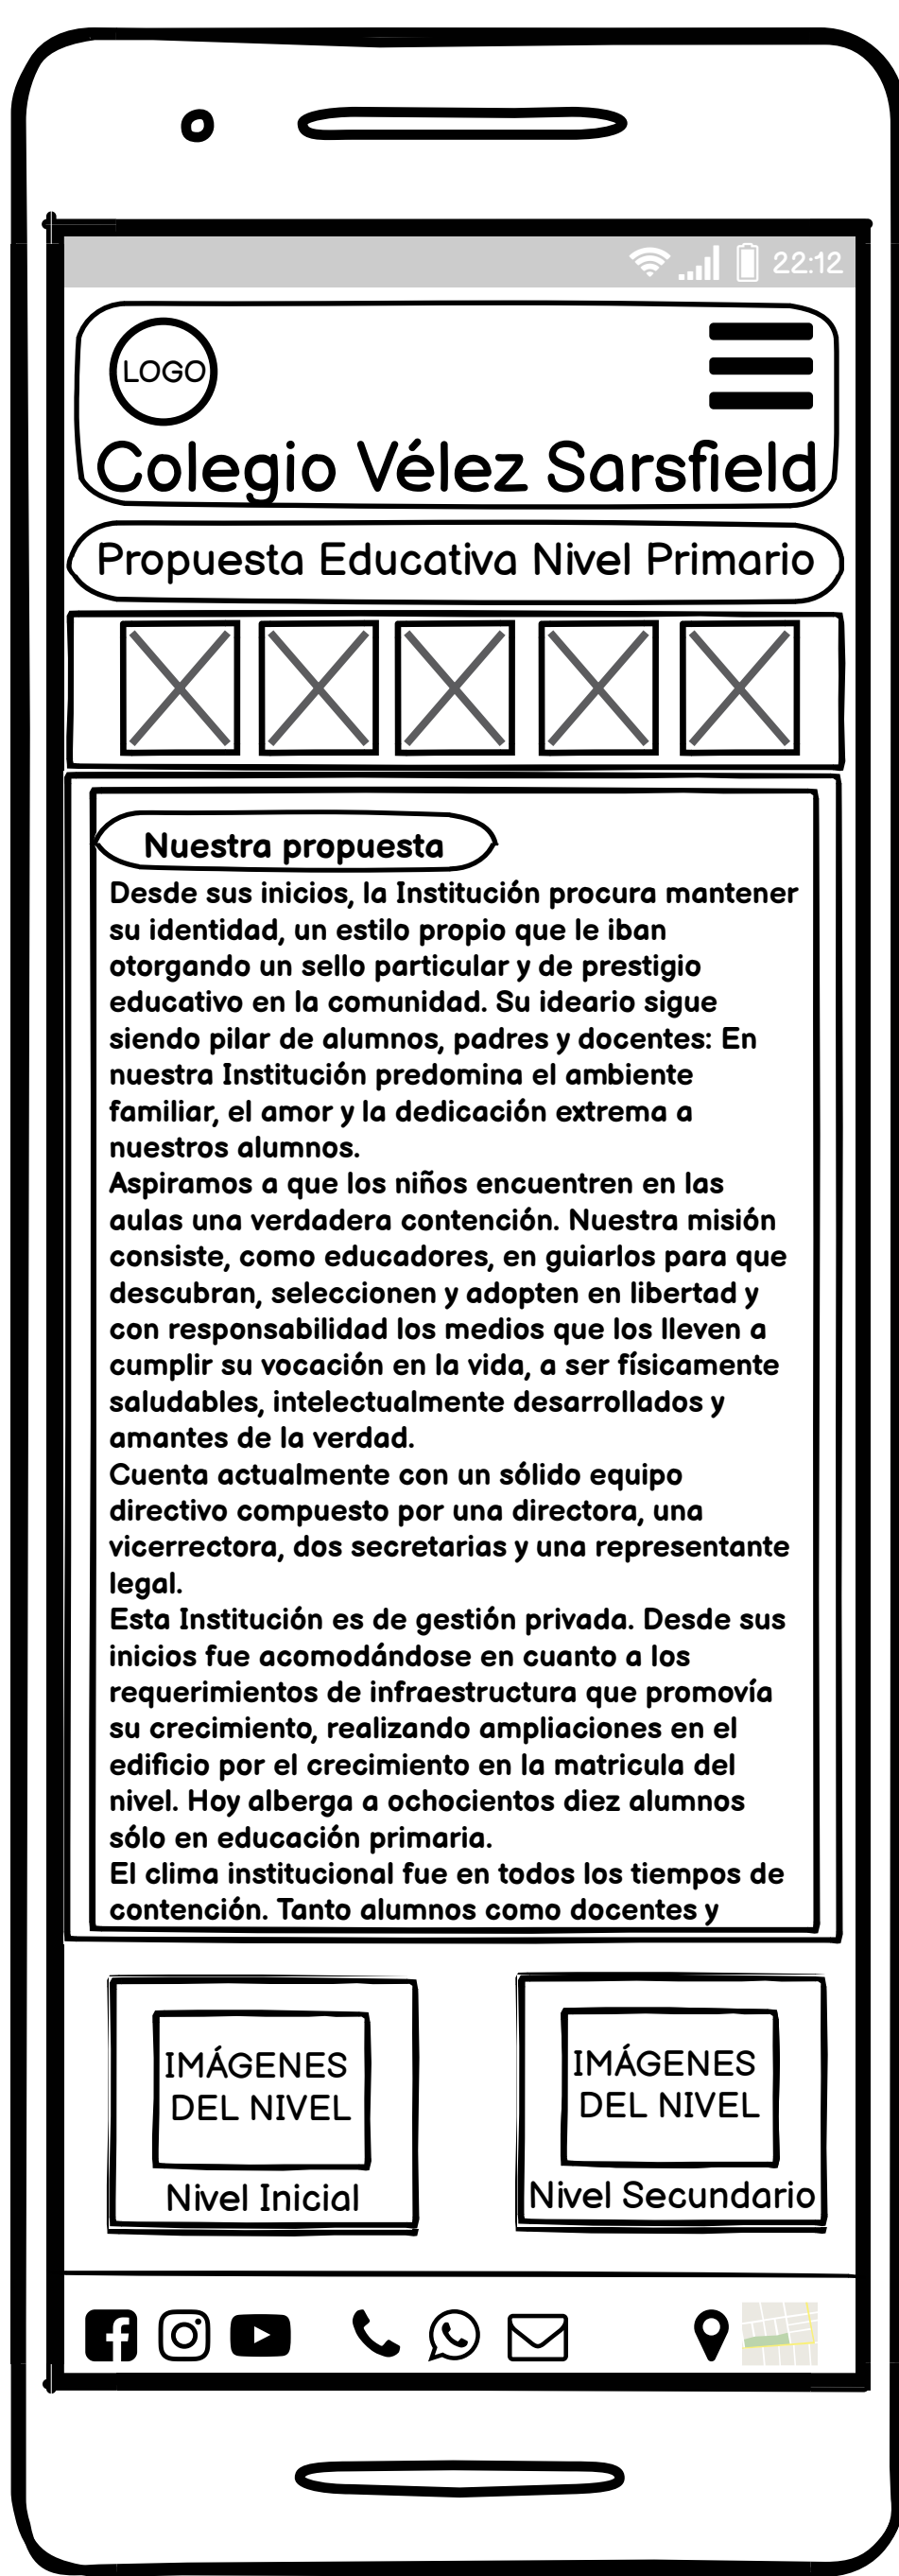 22:12
LOGO
Colegio Vélez Sarsfield
Propuesta Educativa Nivel Primario
Nuestra propuesta
Desde sus inicios, la Institución procura mantener
su identidad, un estilo propio que le iban
otorgando un sello particular y de prestigio
educativo en la comunidad. Su ideario sigue
siendo pilar de alumnos, padres y docentes: En
nuestra Institución predomina el ambiente
familiar, el amor y la dedicación extrema a
nuestros alumnos.
Aspiramos a que los niños encuentren en las
aulas una verdadera contención. Nuestra misión
consiste, como educadores, en guiarlos para que
descubran, seleccionen y adopten en libertad y
con responsabilidad los medios que los lleven a
cumplir su vocación en la vida, a ser físicamente
saludables, intelectualmente desarrollados y
amantes de la verdad.
Cuenta actualmente con un sólido equipo
directivo compuesto por una directora, una
vicerrectora, dos secretarias y una representante
legal.
Esta Institución es de gestión privada. Desde sus
inicios fue acomodándose en cuanto a los
requerimientos de infraestructura que promovía
su crecimiento, realizando ampliaciones en el
edificio por el crecimiento en la matricula del
nivel. Hoy alberga a ochocientos diez alumnos
sólo en educación primaria.
El clima institucional fue en todos los tiempos de
contención. Tanto alumnos como docentes y
IMÁGENES
DEL NIVEL
Nivel Inicial
IMÁGENES
DEL NIVEL
Nivel Secundario